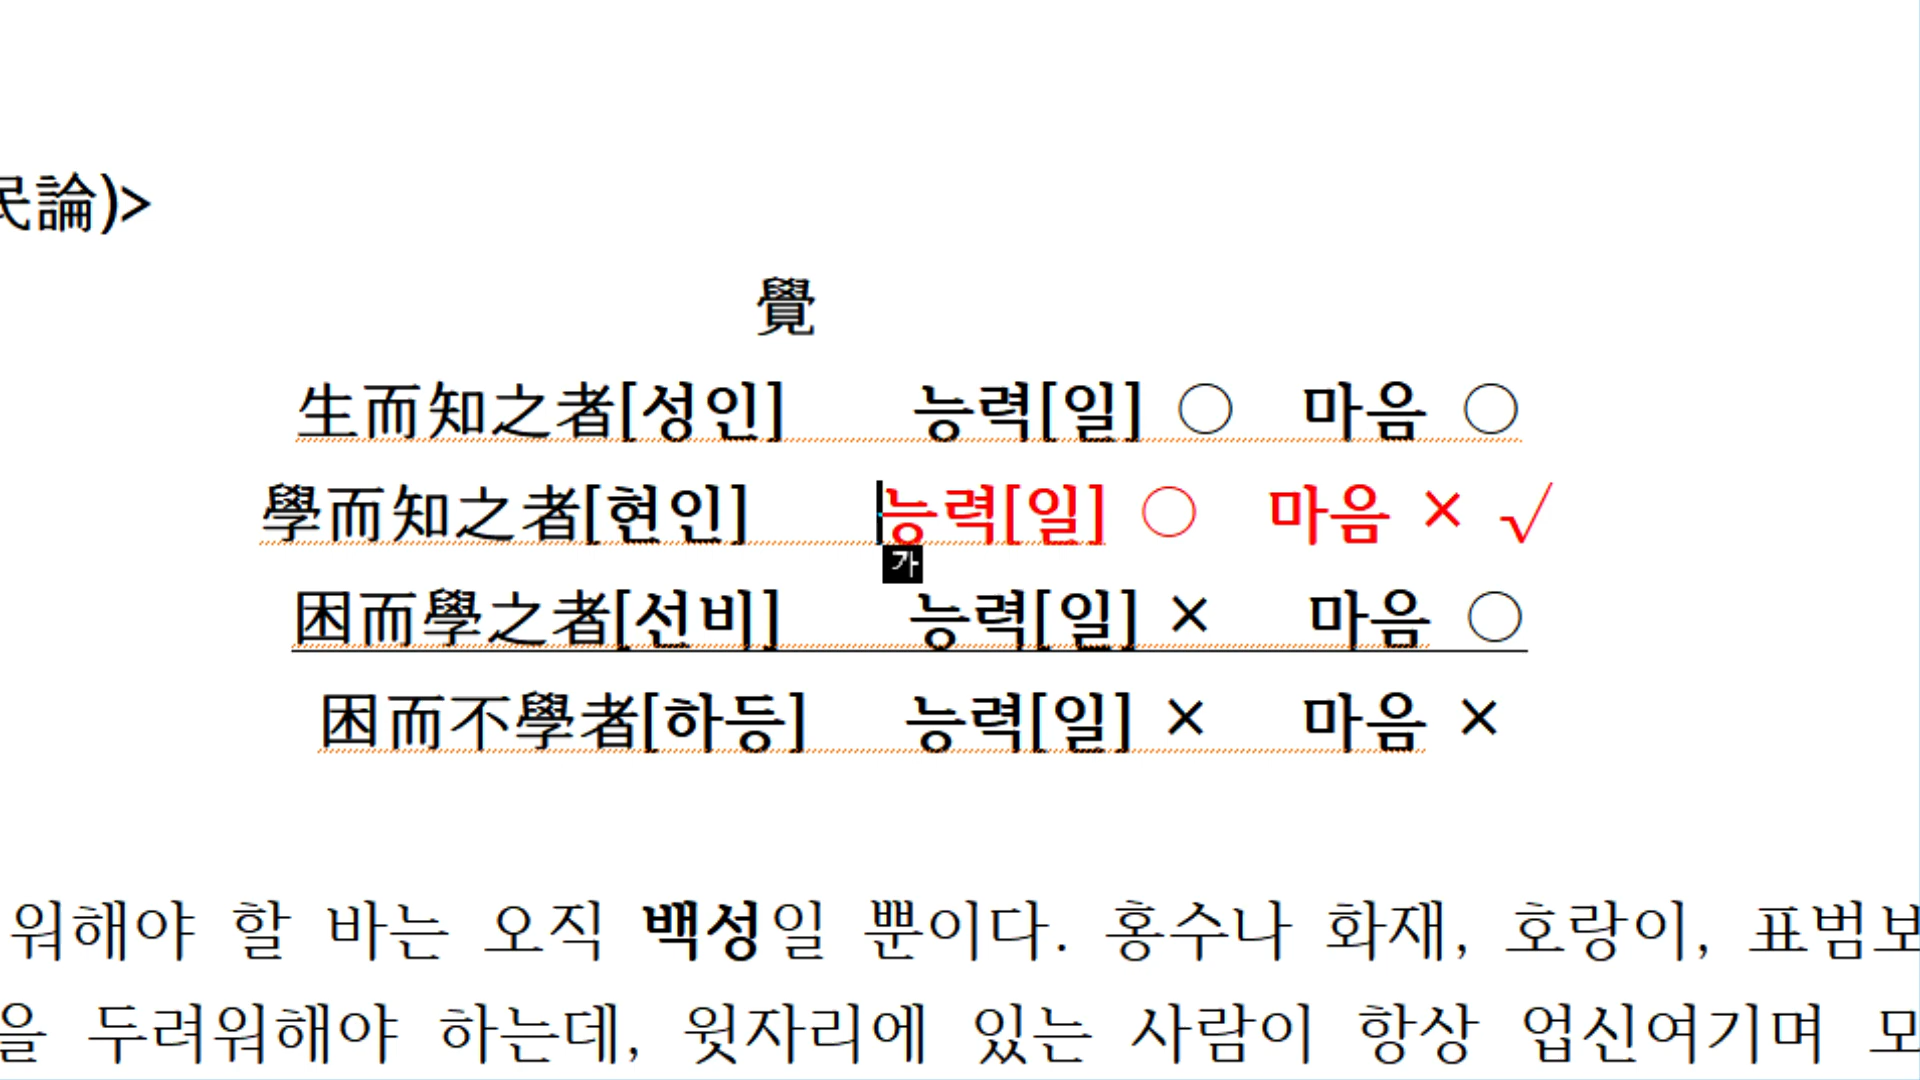 民論)>
覺
生而知之者[성인] 능력[일] ○ 마음 ○
學而知之者[현인] 능력[일] ○ 마음 × √
가
困而學之者[선비] 능력[일] × 마음 ○
困而不學者[하등] 능력[일] × 마음 ×
워해야 할 바는 오직 백성일 뿐이다. 홍수나 화재, 호랑이, 표범보
을 두려워해야 하는데, 윗자리에 있는 사람이 항상 업신여기며 모